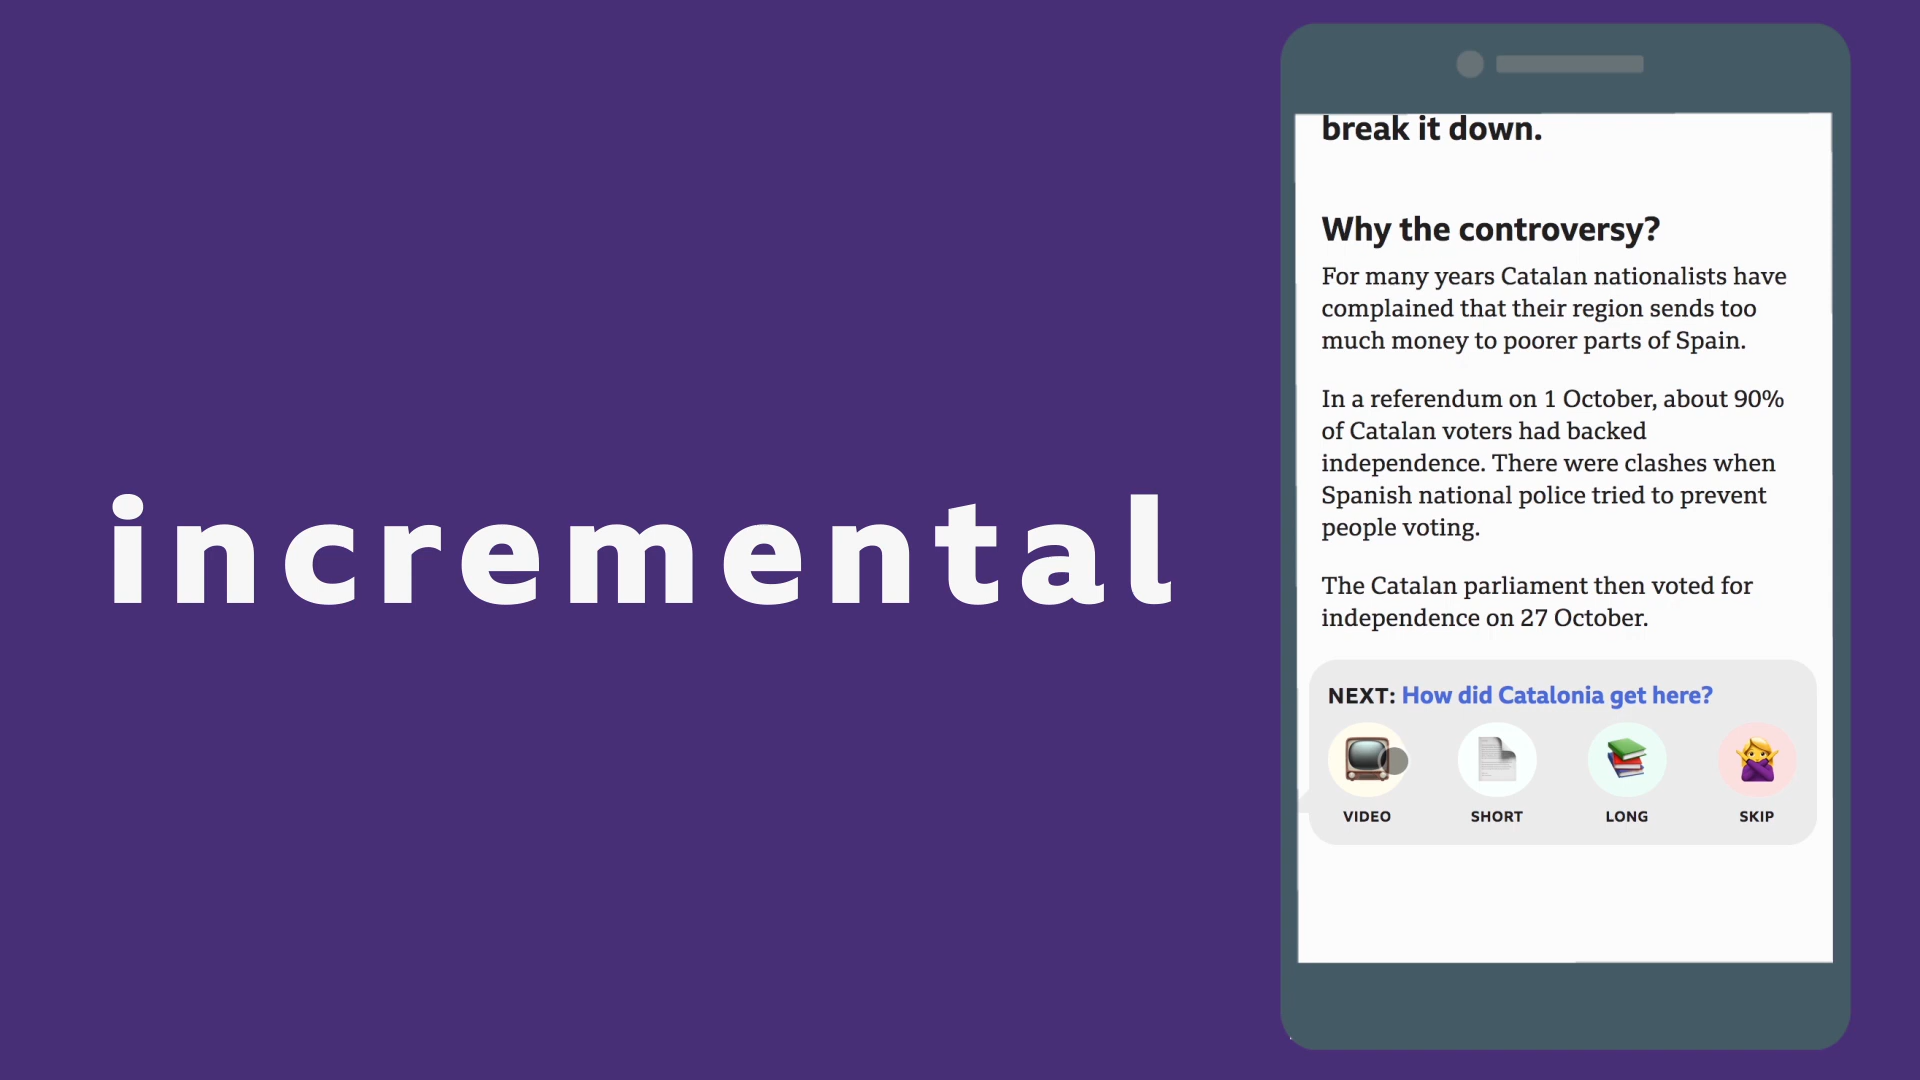 incremental
break it down.
Why the controversy?
For many years Catalan nationalists have
complained that their region sends too
much money to poorer parts of Spain.
In a referendum on 1 October, about 90%
of Catalan voters had backed
independence. There were clashes when
Spanish national police tried to prevent
people voting.
The Catalan parliament then voted for
independence on 27 October.
NEXT: How did Catalonia get here?
VIDEO SHORT LONG SKIP